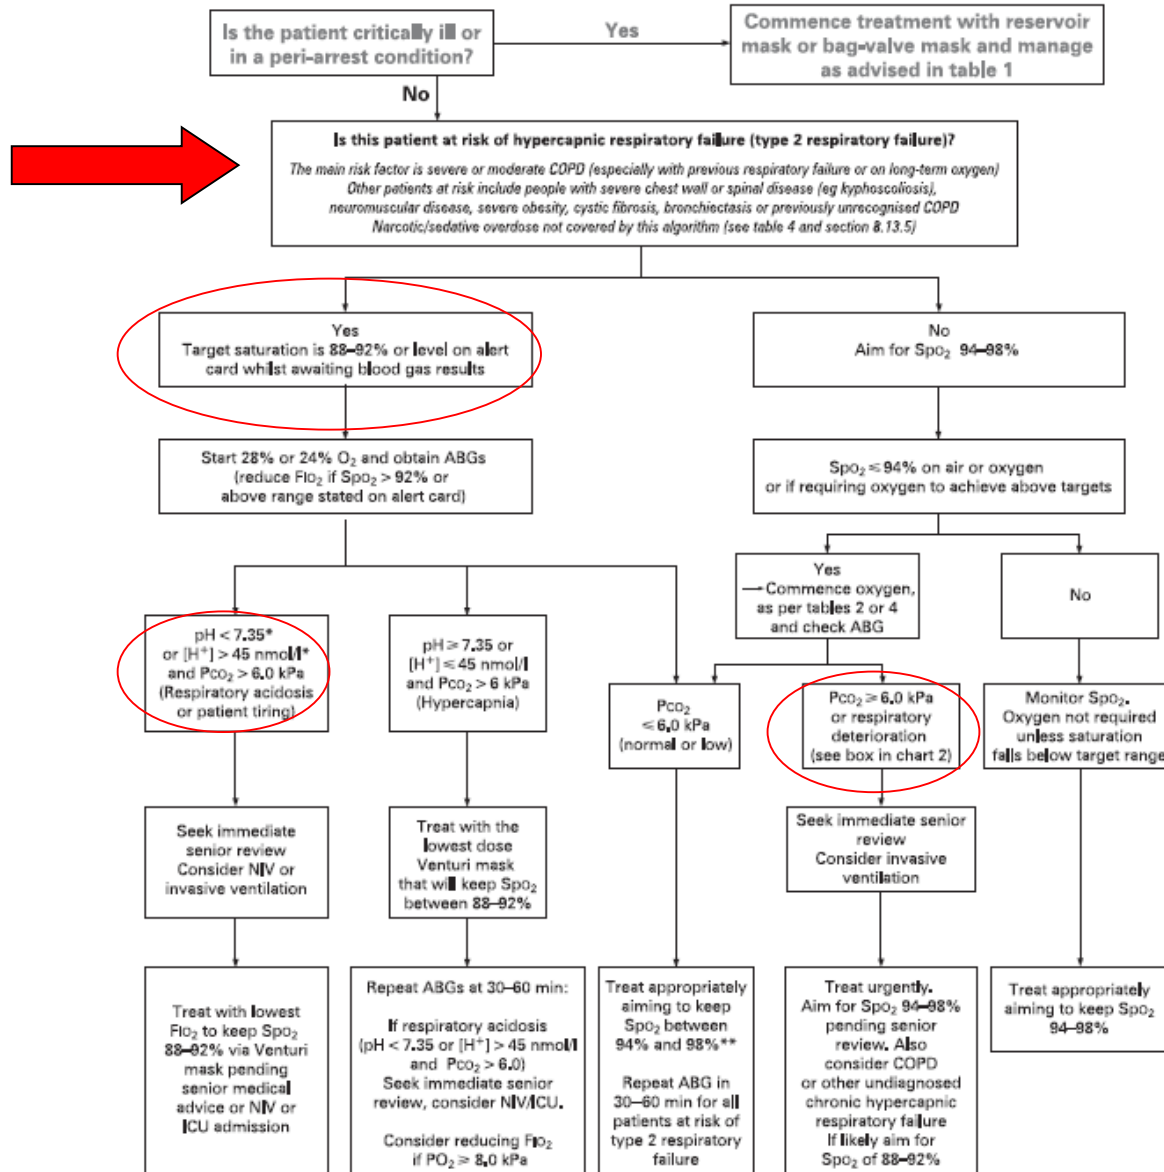 Is the patient critically ill or
in a peri-arrest condition?
Yes
Commence treatment with reservoir
mask or bag-valve mask and manage
as advised in table 1
No
Is this patient at risk of hypercapnic respiratory failure (type 2 respiratory failure)?
The main risk factor is severe or moderate COPD (especially with previous respiratory failure or on long-term oxygen)
Other patients at risk include people with severe chest wall or spinal disease (eg kyphoscoliosis),
neuromuscular disease, severe obesity, cystic fibrosis, bronchiectasis or previously unrecognised COPD
Narcotic/sedative overdose not covered by this algorithm (see table 4 and section 8.13.5)
Yes
Target saturation is 88–92% or level on alert
card whilst awaiting blood gas results
No
Aim for Spo₂ 94–98%
Start 28% or 24% O₂ and obtain ABGs
(reduce Fio₂ if Spo₂ > 92% or
above range stated on alert card)
Spo₂ ≤ 94% on air or oxygen
or if requiring oxygen to achieve above targets
Yes
Commence oxygen,
as per tables 2 or 4
and check ABG
No
pH < 7.35*
or [H⁺] > 45 nmol/l*
and Pco₂ > 6.0 kPa
(Respiratory acidosis
or patient tiring)
pH ≥ 7.35 or
[H⁺] ≤ 45 nmol/l
and Pco₂ > 6 kPa
(Hypercapnia)
Pco₂
≤ 6.0 kPa
(normal or low)
Pco₂ ≥ 6.0 kPa
or respiratory
deterioration
(see box in chart 2)
Monitor Spo₂.
Oxygen not required
unless saturation
falls below target range
Seek immediate
senior review
Consider NIV or
invasive ventilation
Treat with the
lowest dose
Venturi mask
that will keep Spo₂
between 88–92%
Seek immediate senior
review
Consider invasive
ventilation
Treat with lowest
Fio₂ to keep Spo₂
88–92% via Venturi
mask pending
senior medical
advice or NIV or
ICU admission
Repeat ABGs at 30–60 min:
If respiratory acidosis
(pH < 7.35 or [H⁺] > 45 nmol/l
and Pco₂ > 6.0)
Seek immediate senior
review, consider NIV/ICU.
Consider reducing Fio₂
if PO₂ ≥ 8.0 kPa
Treat appropriately
aiming to keep
Spo₂ between
94% and 98%**
Repeat ABG in
30–60 min for all
patients at risk of
type 2 respiratory
failure
Treat urgently.
Aim for Spo₂ 94–98%
pending senior
review. Also
consider COPD
or other undiagnosed
chronic hypercapnic
respiratory failure
If likely aim for
Spo₂ of 88–92%
Treat appropriately
aiming to keep Spo₂
94–98%